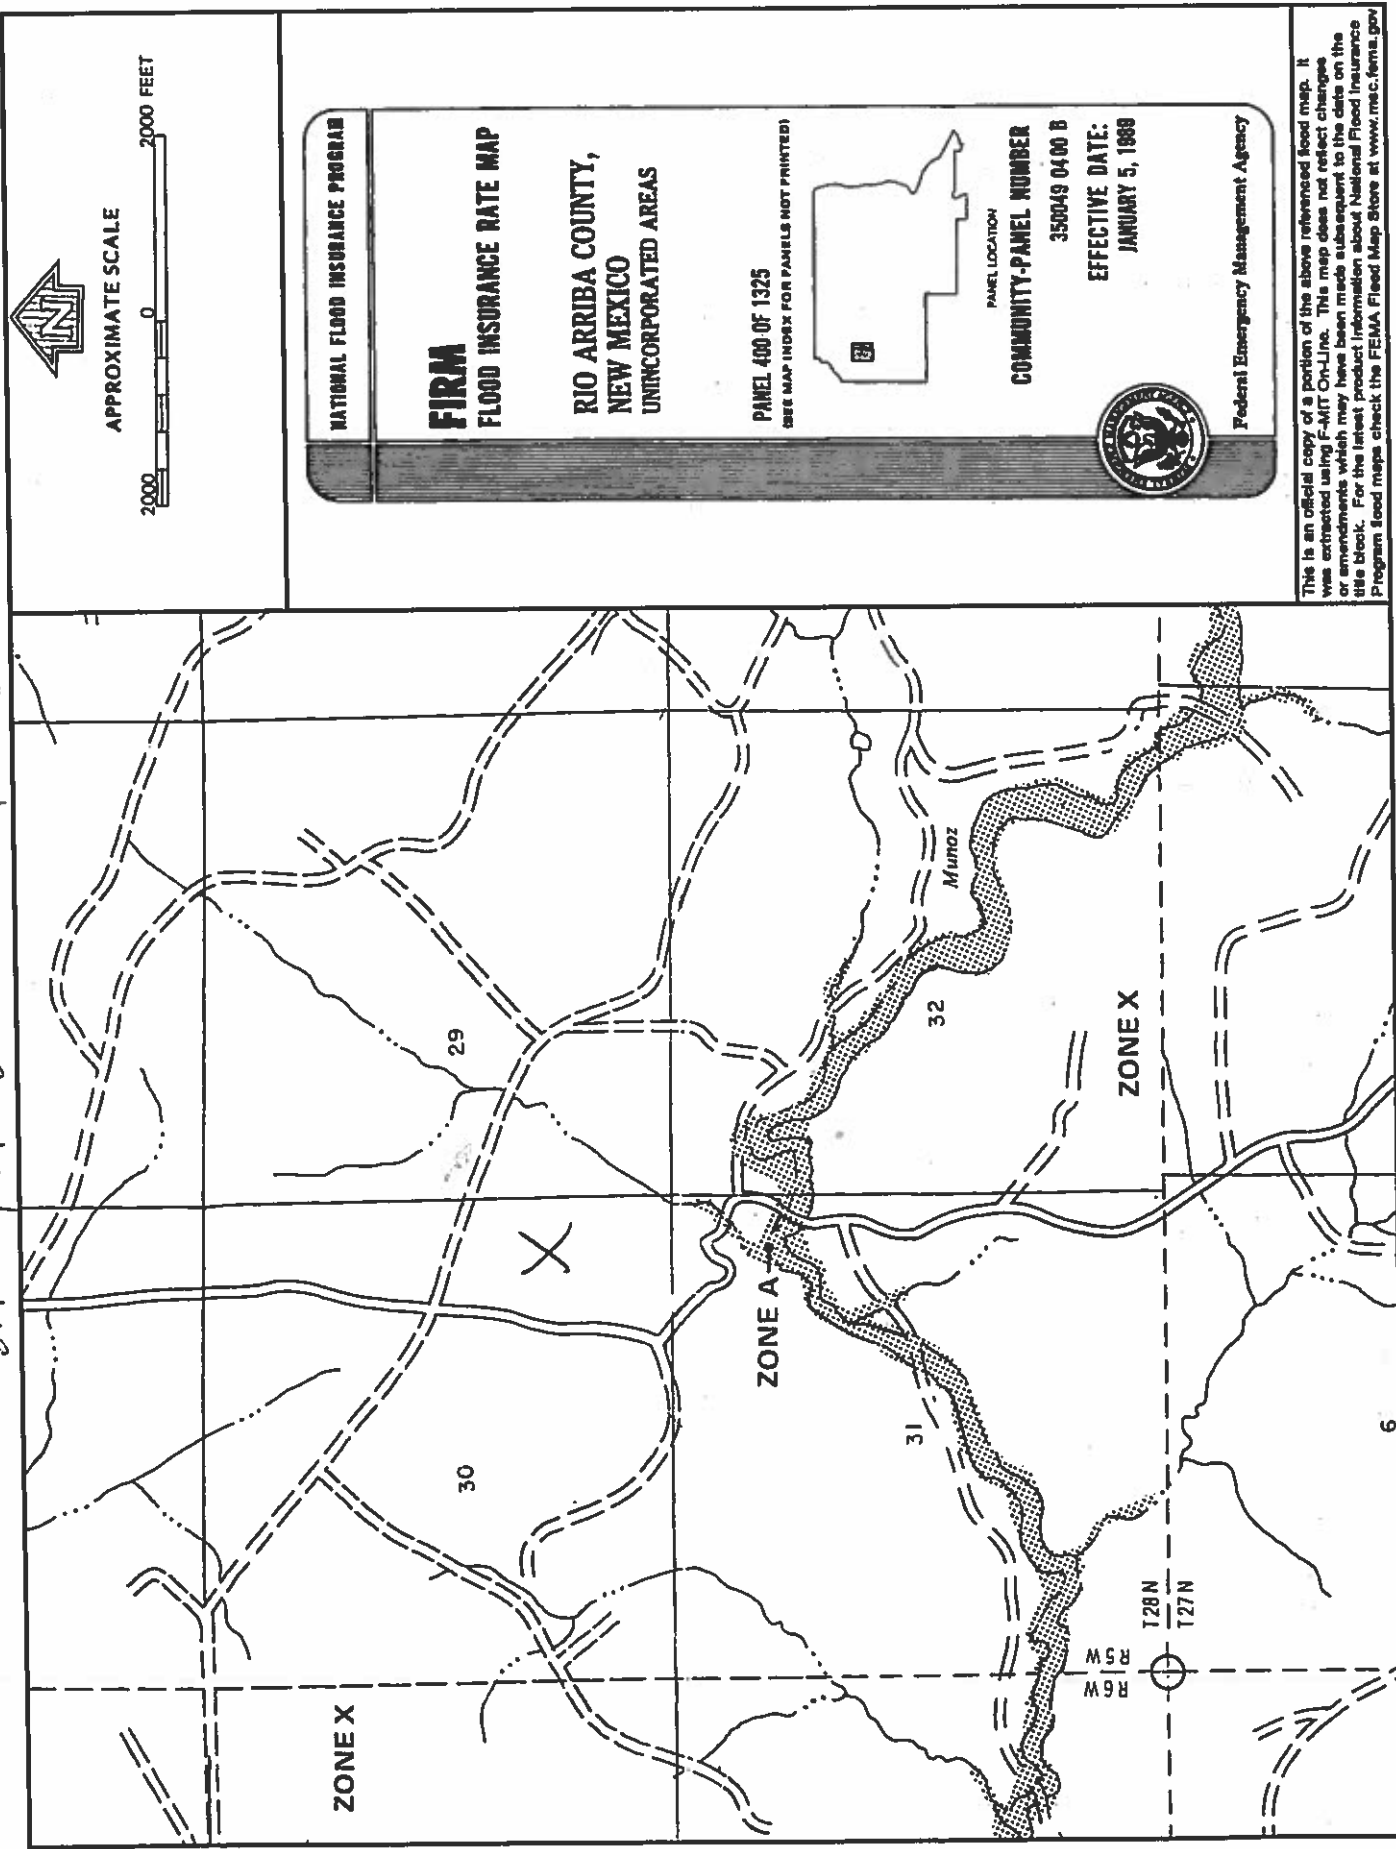 APPROXIMATE SCALE
2000 0 2000 FEET
NATIONAL FLOOD INSURANCE PROGRAM
FIRM
FLOOD INSURANCE RATE MAP
RIO ARRIBA COUNTY,
NEW MEXICO
UNINCORPORATED AREAS
PANEL 400 OF 1325
(SEE MAP INDEX FOR PANELS NOT PRINTED)
PANEL LOCATION
COMMUNITY-PANEL NUMBER
350049 0400 B
EFFECTIVE DATE:
JANUARY 5, 1989
Federal Emergency Management Agency
This is an official copy of a portion of the above referenced flood map. It
was extracted using F-MIT On-Line. This map does not reflect changes
or amendments which may have been made subsequent to the date on the
title block. For the latest product information about National Flood Insurance
Program flood maps check the FEMA Flood Map Store at www.msc.fema.gov
ZONE X
30
29
X
ZONE A
31
32
Munoz
ZONE X
R6W R5W
T28N
T27N
6
N